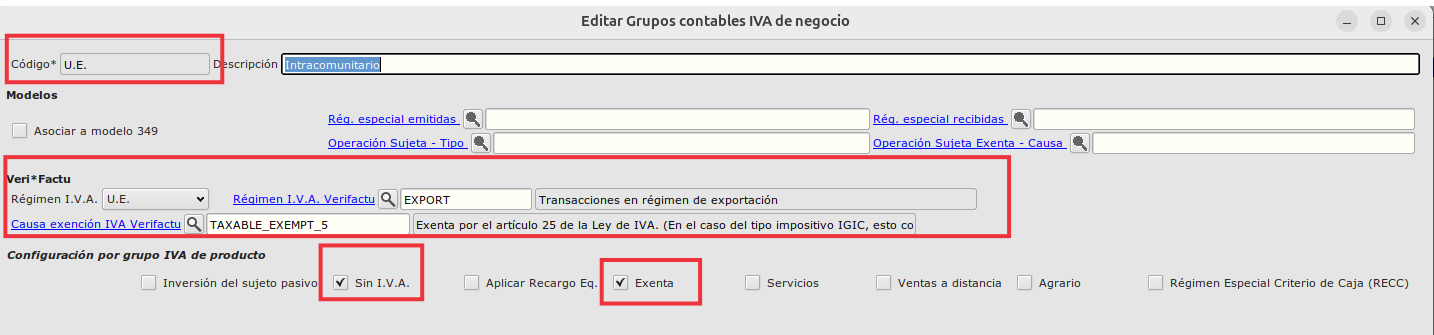 Editar Grupos contables IVA de negocio
Código* U.E. Descripción Intracomunitario
Modelos
Asociar a modelo 349 Rég. especial emitidas Rég. especial recibidas
Operación Sujeta - Tipo Operación Sujeta Exenta - Causa
Veri*Factu
Régimen I.V.A. U.E. Régimen I.V.A. Verifactu EXPORT Transacciones en régimen de exportación
Causa exención IVA Verifactu TAXABLE_EXEMPT_5 Exenta por el artículo 25 de la Ley de IVA. (En el caso del tipo impositivo IGIC, esto co
Configuración por grupo IVA de producto
Inversión del sujeto pasivo Sin I.V.A. Aplicar Recargo Eq. Exenta Servicios Ventas a distancia Agrario Régimen Especial Criterio de Caja (RECC)